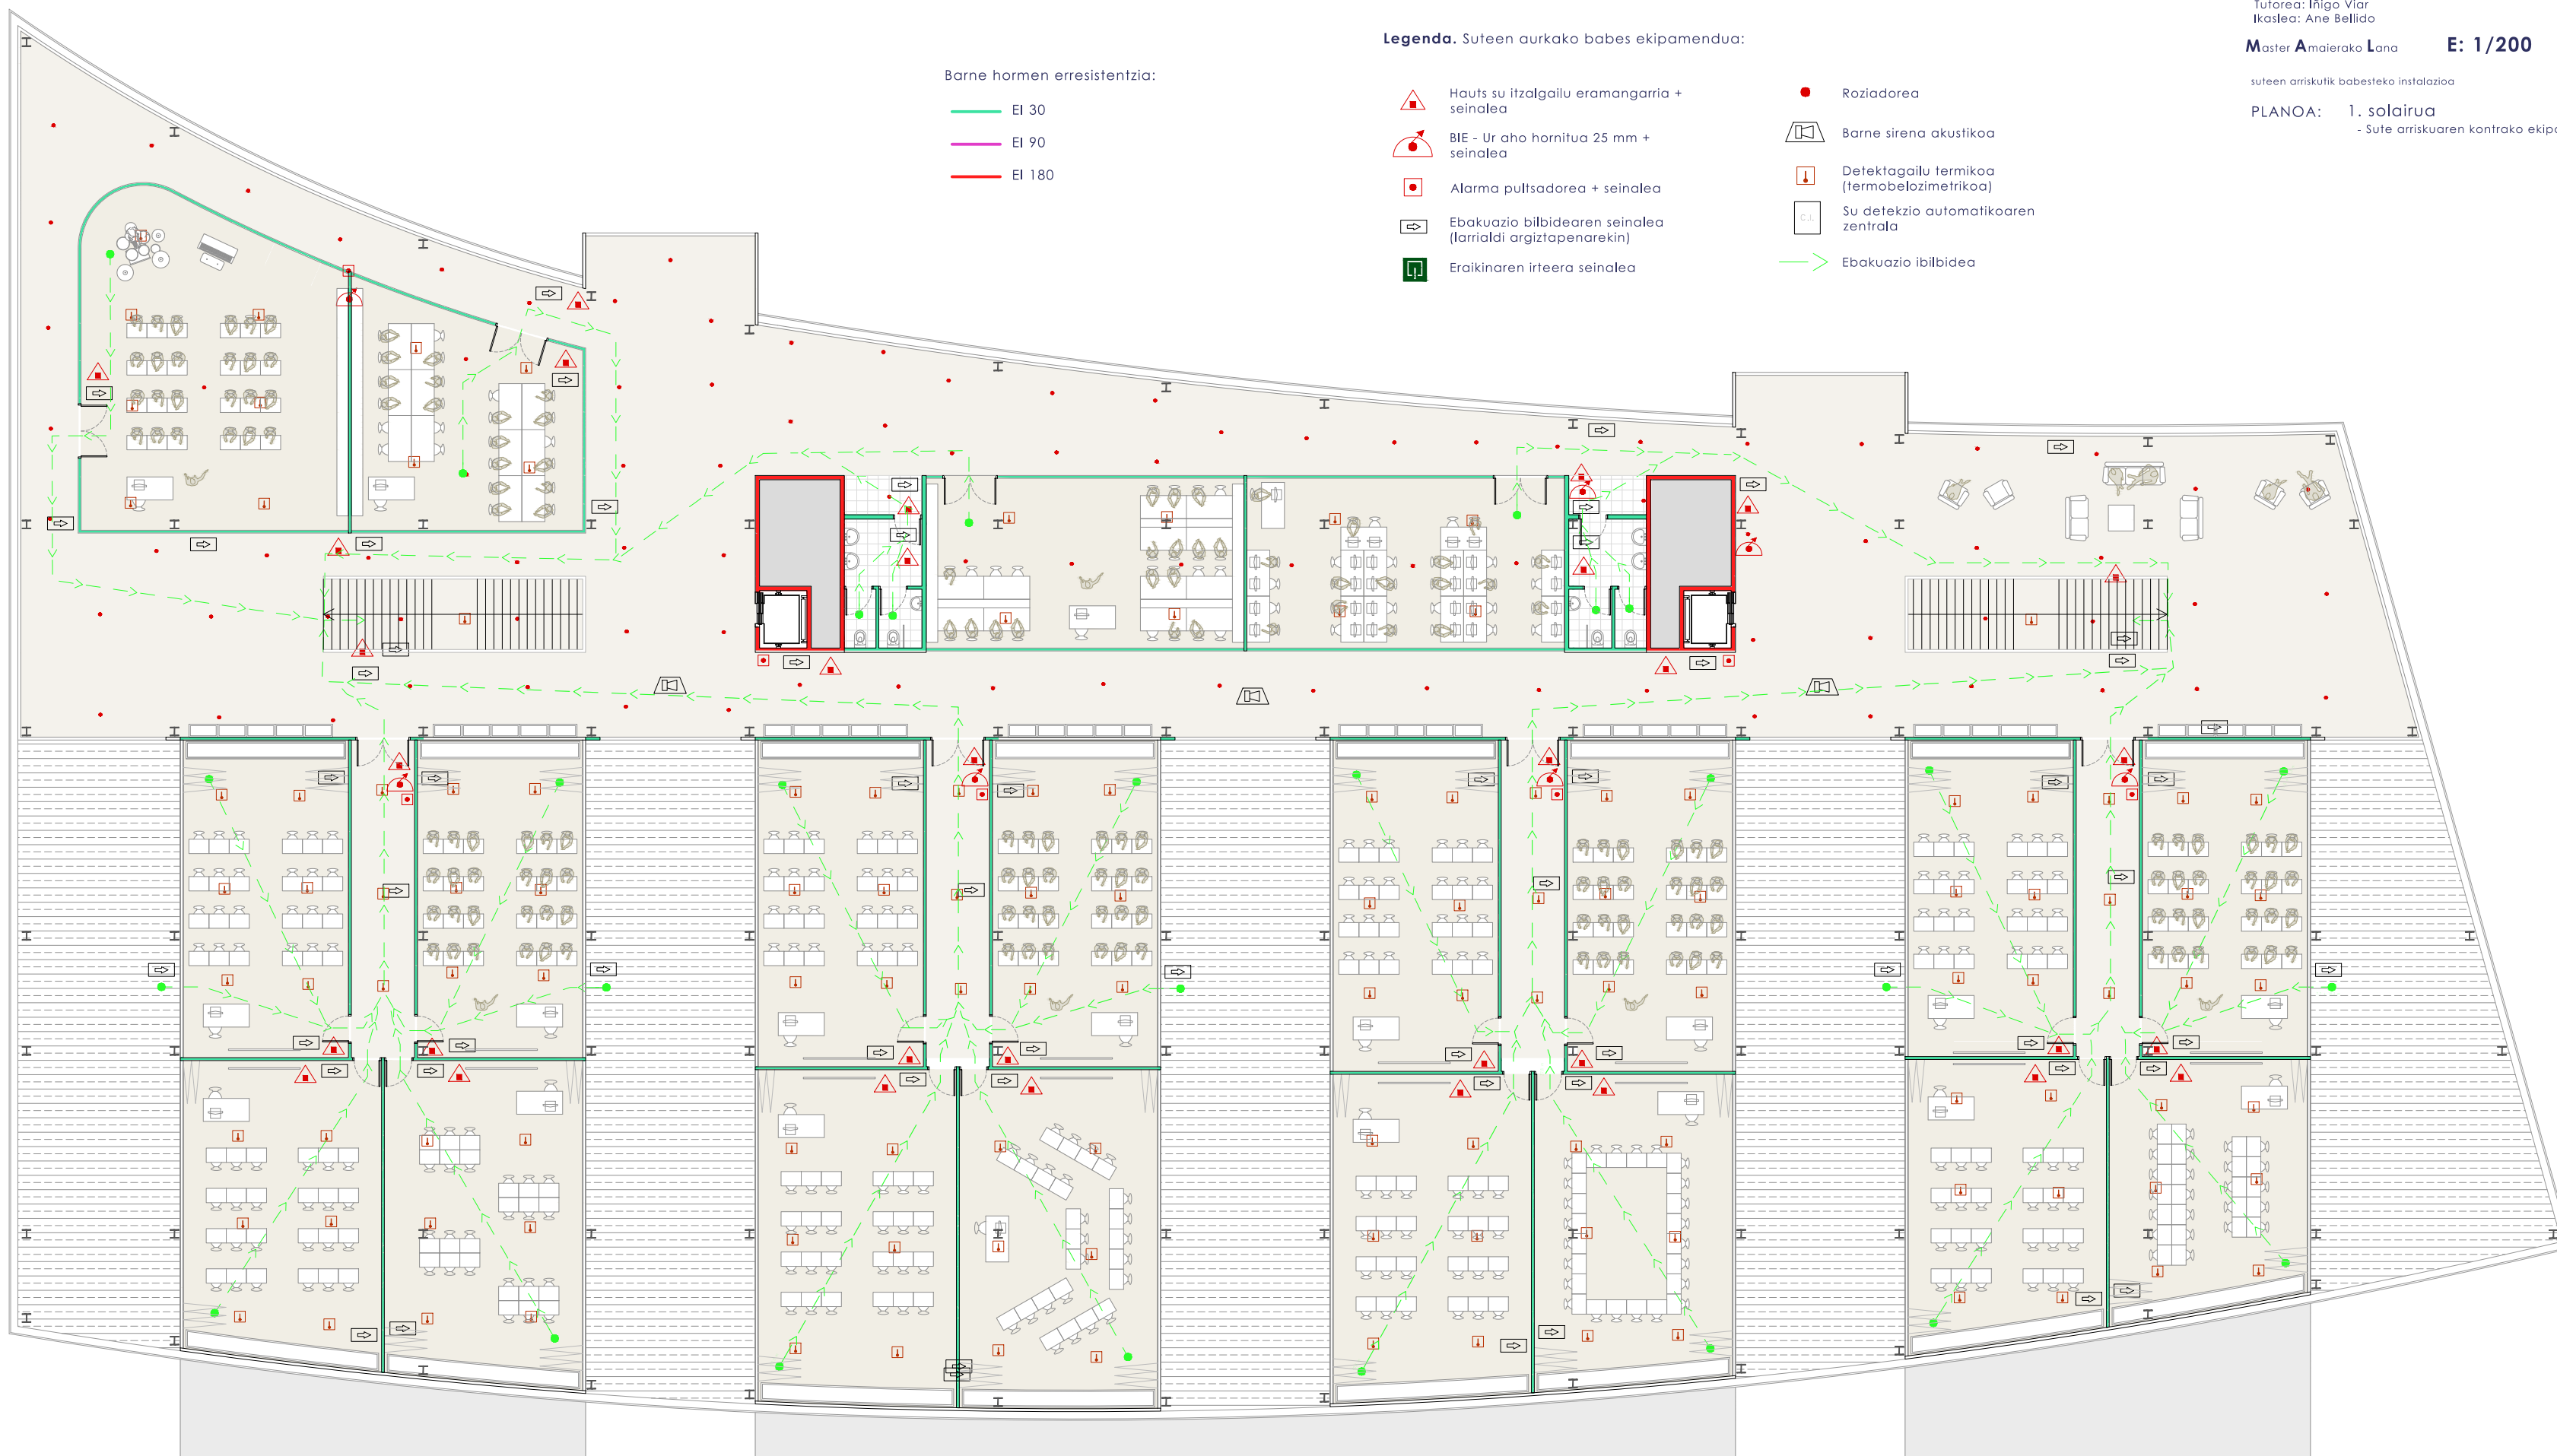 Tutorea: Iñigo Viar
Ikaslea: Ane Bellido
Master Amaierako Lana E: 1/200
suteen arriskutik babesteko instalazioa
PLANOA: 1. solairua
- Sute arriskuaren kontrako
Barne hormen erresistentzia:
EI 30
EI 90
EI 180
Legenda. Suteen aurkako babes ekipamendua:
Hauts su itzalgailu eramangarria +
seinalea
BIE - Ur aho hornitua 25 mm +
seinalea
Alarma pultsadorea + seinalea
Ebakuazio bilbidearen seinalea
(larrialdi argiztapenarekin)
Eraikinaren irteera seinalea
Roziadorea
Barne sirena akustikoa
Detektagailu termikoa
(termobelozimetrikoa)
C.I.
Su detekzio automatikoaren
zentrala
Ebakuazio ibilbidea